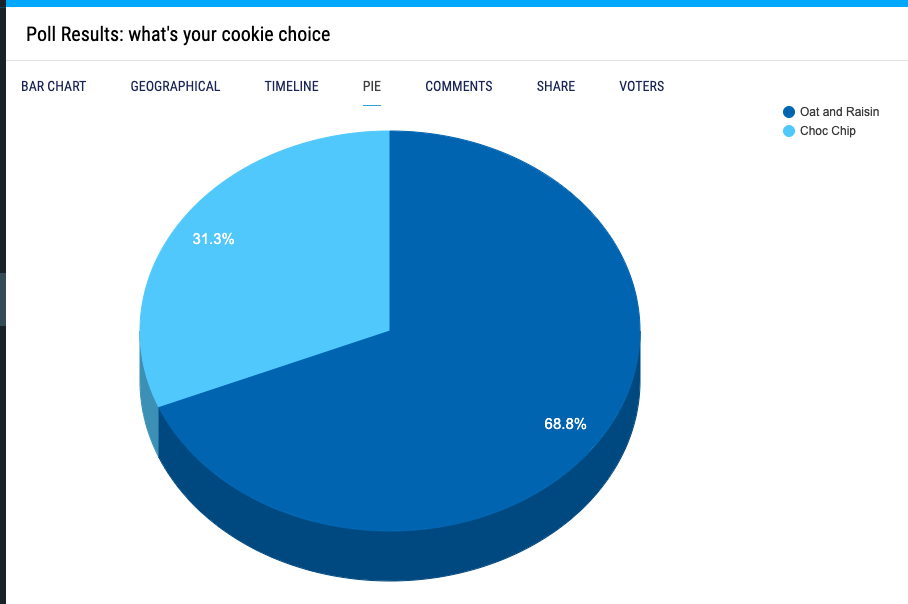 Poll Results: what's your cookie choice
BAR CHART GEOGRAPHICAL TIMELINE PIE COMMENTS SHARE VOTERS
Oat and Raisin
Choc Chip
31.3%
68.8%